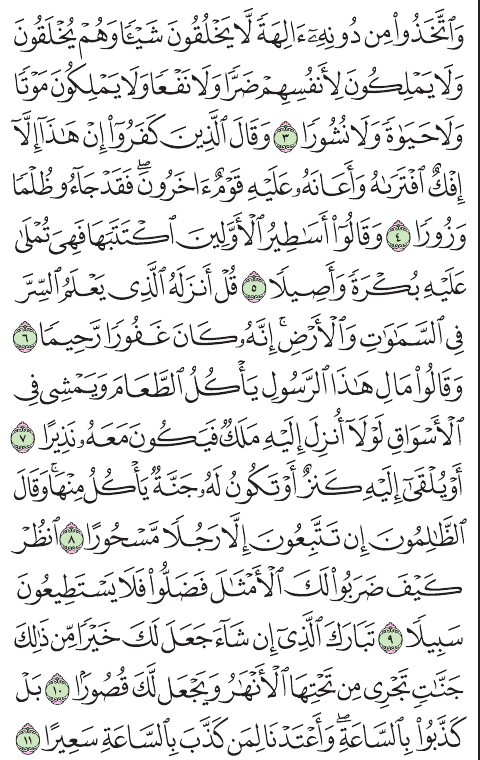 وَٱتَّخَذُوا۟ مِن دُونِهِۦٓ ءَالِهَةً لَّا يَخْلُقُونَ شَيْـًٔا وَهُمْ يُخْلَقُونَ
وَلَا يَمْلِكُونَ لِأَنفُسِهِمْ ضَرًّا وَلَا نَفْعًا وَلَا يَمْلِكُونَ مَوْتًا
وَلَا حَيَوٰةً وَلَا نُشُورًا ٣ وَقَالَ ٱلَّذِينَ كَفَرُوٓا۟ إِنْ هَـٰذَآ إِلَّآ
إِفْكٌ ٱفْتَرَىٰهُ وَأَعَانَهُۥ عَلَيْهِ قَوْمٌ ءَاخَرُونَ ۖ فَقَدْ جَآءُو ظُلْمًا
وَزُورًا ٤ وَقَالُوٓا۟ أَسَـٰطِيرُ ٱلْأَوَّلِينَ ٱكْتَتَبَهَا فَهِىَ تُمْلَىٰ
عَلَيْهِ بُكْرَةً وَأَصِيلًا ٥ قُلْ أَنزَلَهُ ٱلَّذِى يَعْلَمُ ٱلسِّرَّ
فِى ٱلسَّمَـٰوَٰتِ وَٱلْأَرْضِ ۚ إِنَّهُۥ كَانَ غَفُورًا رَّحِيمًا ٦
وَقَالُوا۟ مَالِ هَـٰذَا ٱلرَّسُولِ يَأْكُلُ ٱلطَّعَامَ وَيَمْشِى فِى
ٱلْأَسْوَاقِ لَوْلَآ أُنزِلَ إِلَيْهِ مَلَكٌ فَيَكُونَ مَعَهُۥ نَذِيرًا ٧
أَوْ يُلْقَىٰٓ إِلَيْهِ كَنزٌ أَوْ تَكُونُ لَهُۥ جَنَّةٌ يَأْكُلُ مِنْهَا ۚ وَقَالَ
ٱلظَّـٰلِمُونَ إِن تَتَّبِعُونَ إِلَّا رَجُلًا مَّسْحُورًا ٨ ٱنظُرْ
كَيْفَ ضَرَبُوا۟ لَكَ ٱلْأَمْثَـٰلَ فَضَلُّوا۟ فَلَا يَسْتَطِيعُونَ
سَبِيلًا ٩ تَبَارَكَ ٱلَّذِىٓ إِن شَآءَ جَعَلَ لَكَ خَيْرًا مِّن ذَٰلِكَ
جَنَّـٰتٍ تَجْرِى مِن تَحْتِهَا ٱلْأَنْهَـٰرُ وَيَجْعَل لَّكَ قُصُورًۢا ١٠ بَلْ
كَذَّبُوا۟ بِٱلسَّاعَةِ ۖ وَأَعْتَدْنَا لِمَن كَذَّبَ بِٱلسَّاعَةِ سَعِيرًا ١١